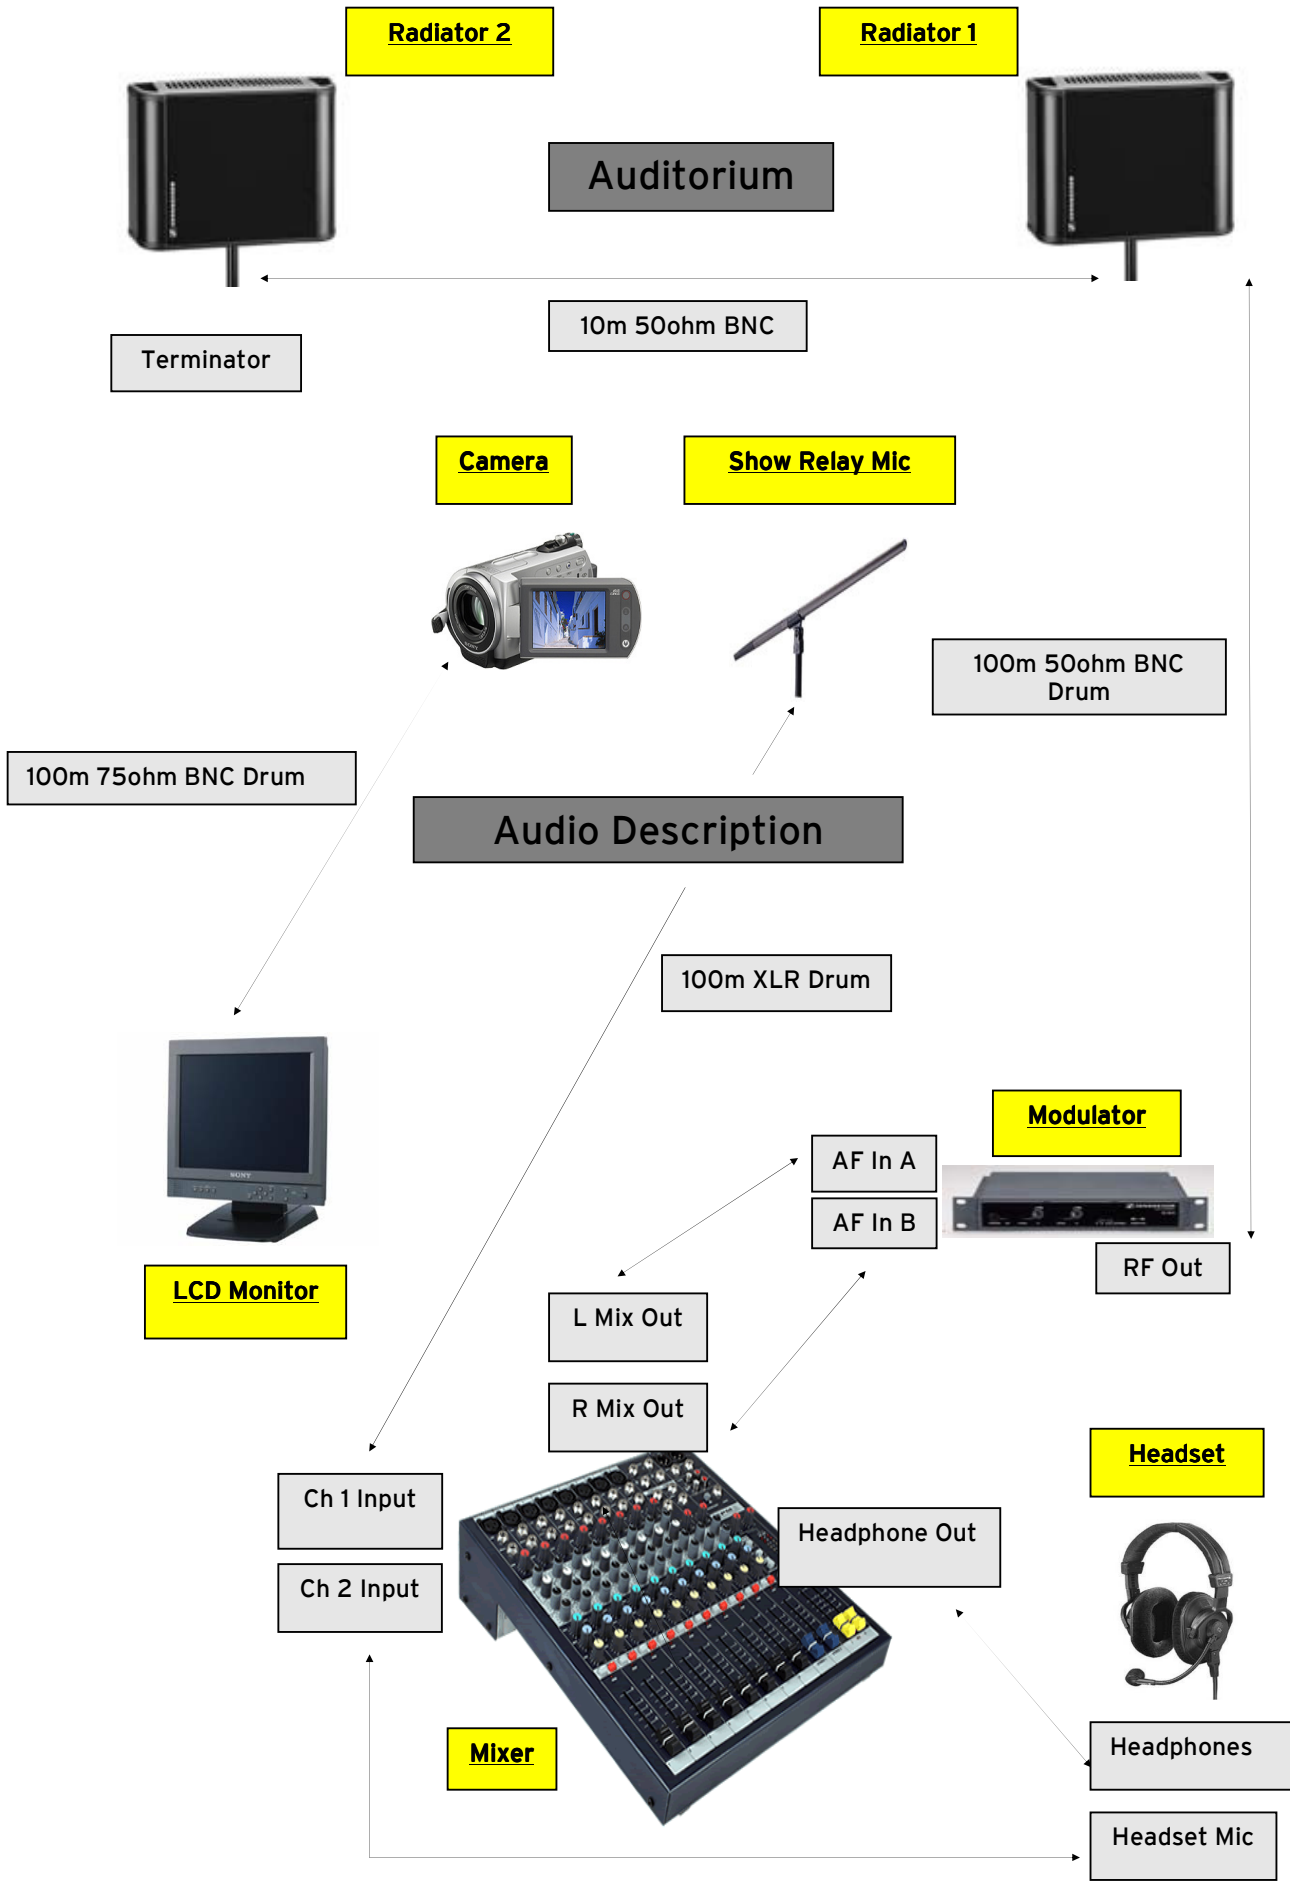 Radiator 2
Radiator 1
Auditorium
10m 50ohm BNC
Terminator
Camera
Show Relay Mic
SONY
100m 50ohm BNC
Drum
100m 75ohm BNC Drum
Audio Description
100m XLR Drum
SONY
Modulator
AF In A
AF In B
RF Out
LCD Monitor
L Mix Out
R Mix Out
Headset
Ch 1 Input
Headphone Out
Ch 2 Input
Mixer
Headphones
Headset Mic